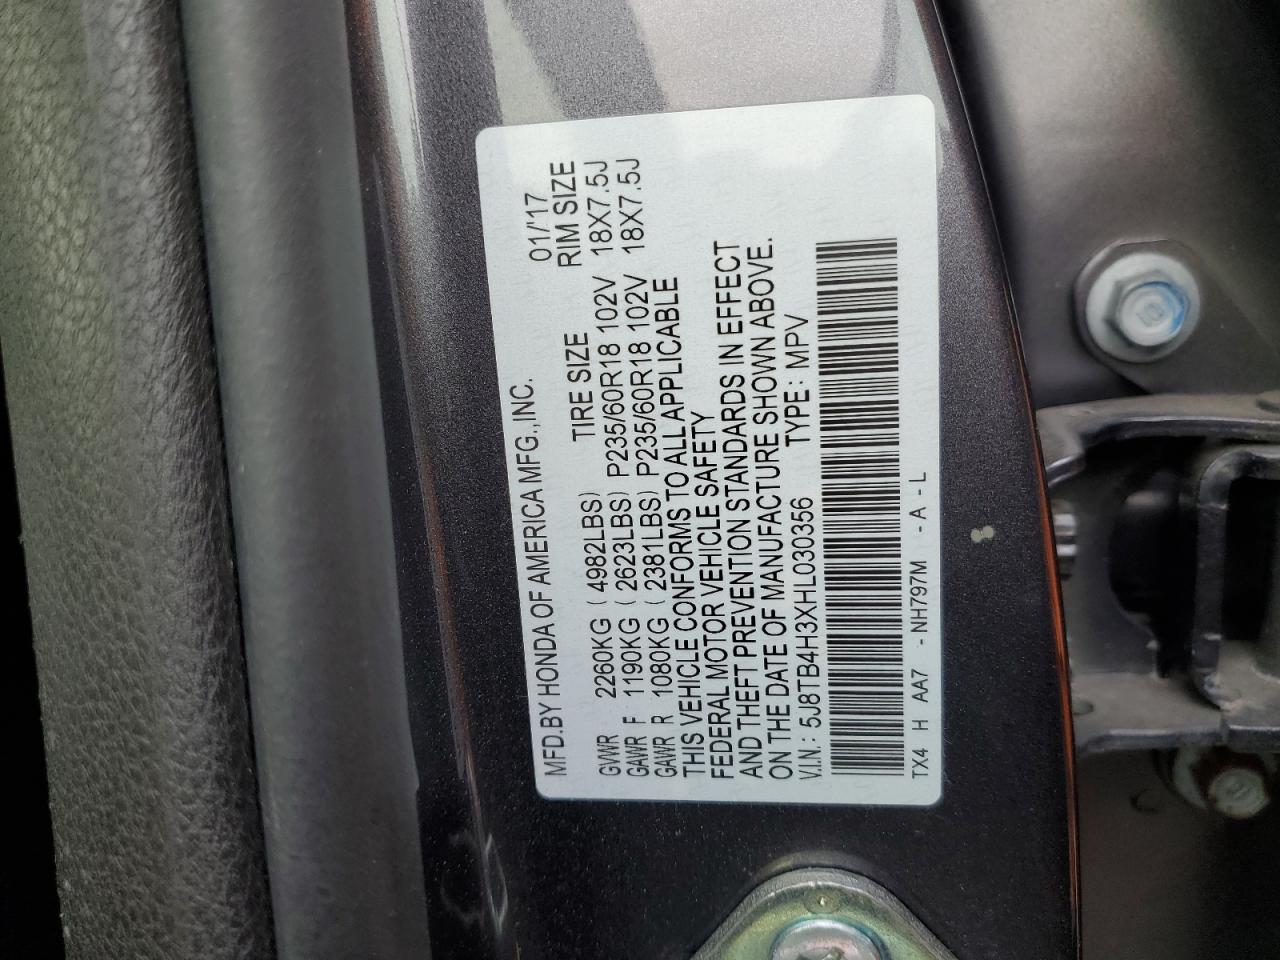 MFD.BY HONDA OF AMERICA MFG.,INC. 01/'17
TIRE SIZE RIM SIZE
GVWR 2260KG ( 4982LBS)
GAWR F 1190KG ( 2623LBS) P235/60R18 102V 18X7.5J
GAWR R 1080KG ( 2381LBS) P235/60R18 102V 18X7.5J
THIS VEHICLE CONFORMS TO ALL APPLICABLE
FEDERAL MOTOR VEHICLE SAFETY
AND THEFT PREVENTION STANDARDS IN EFFECT
ON THE DATE OF MANUFACTURE SHOWN ABOVE.
V.I.N.: 5J8TB4H3XHL030356 TYPE: MPV
TX4 H AA7 -NH797M -A-L